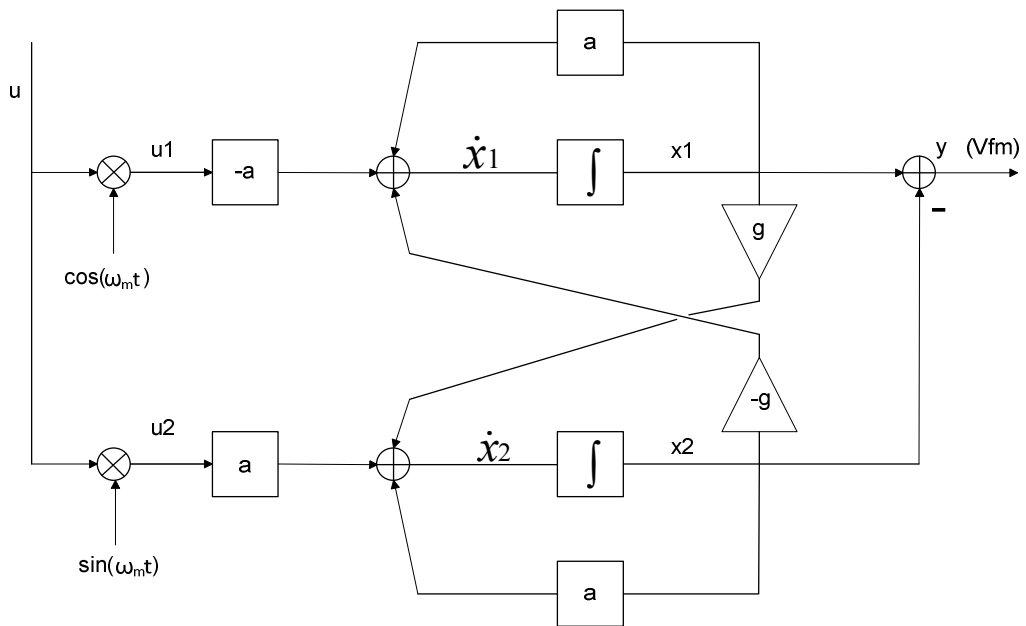 a
u
u1
-a
ẋ1
∫
x1
y (Vfm)
−
g
cos(ωmt)
-g
u2
a
ẋ2
∫
x2
sin(ωmt)
a